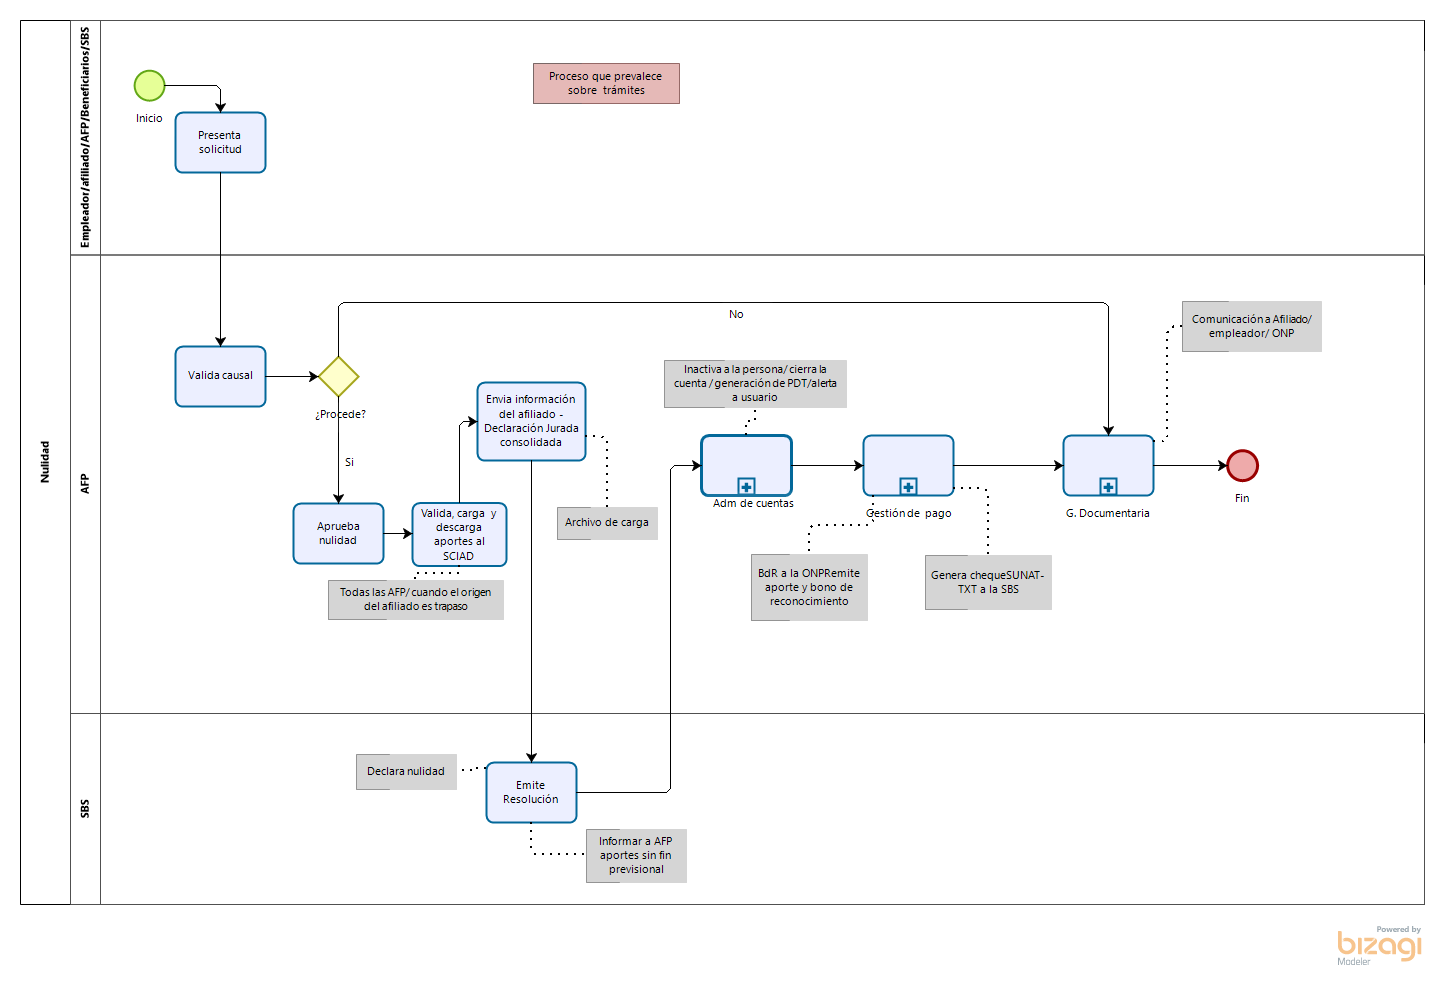 Nulidad
Empleador/afiliado/AFP/Beneficiarios/SBS
Inicio
Presenta
solicitud
Proceso que prevalece
sobre  trámites
AFP
Valida causal
¿Procede?
No
Si
Aprueba
nulidad
Valida, carga  y
descarga
aportes al
SCIAD
Todas las AFP/ cuando el origen
del afiliado es trapaso
Envia información
del afiliado -
Declaración Jurada
consolidada
Archivo de carga
Inactiva a la persona/ cierra la
cuenta / generación de PDT/alerta
a usuario
Adm de cuentas
Gestión de  pago
BdR a la ONPRemite
aporte y bono de
reconocimiento
Genera chequeSUNAT-
TXT a la SBS
G. Documentaria
Comunicación a Afiliado/
empleador/ ONP
Fin
SBS
Declara nulidad
Emite
Resolución
Informar a AFP
aportes sin fin
previsional
Powered by
bizagi
Modeler